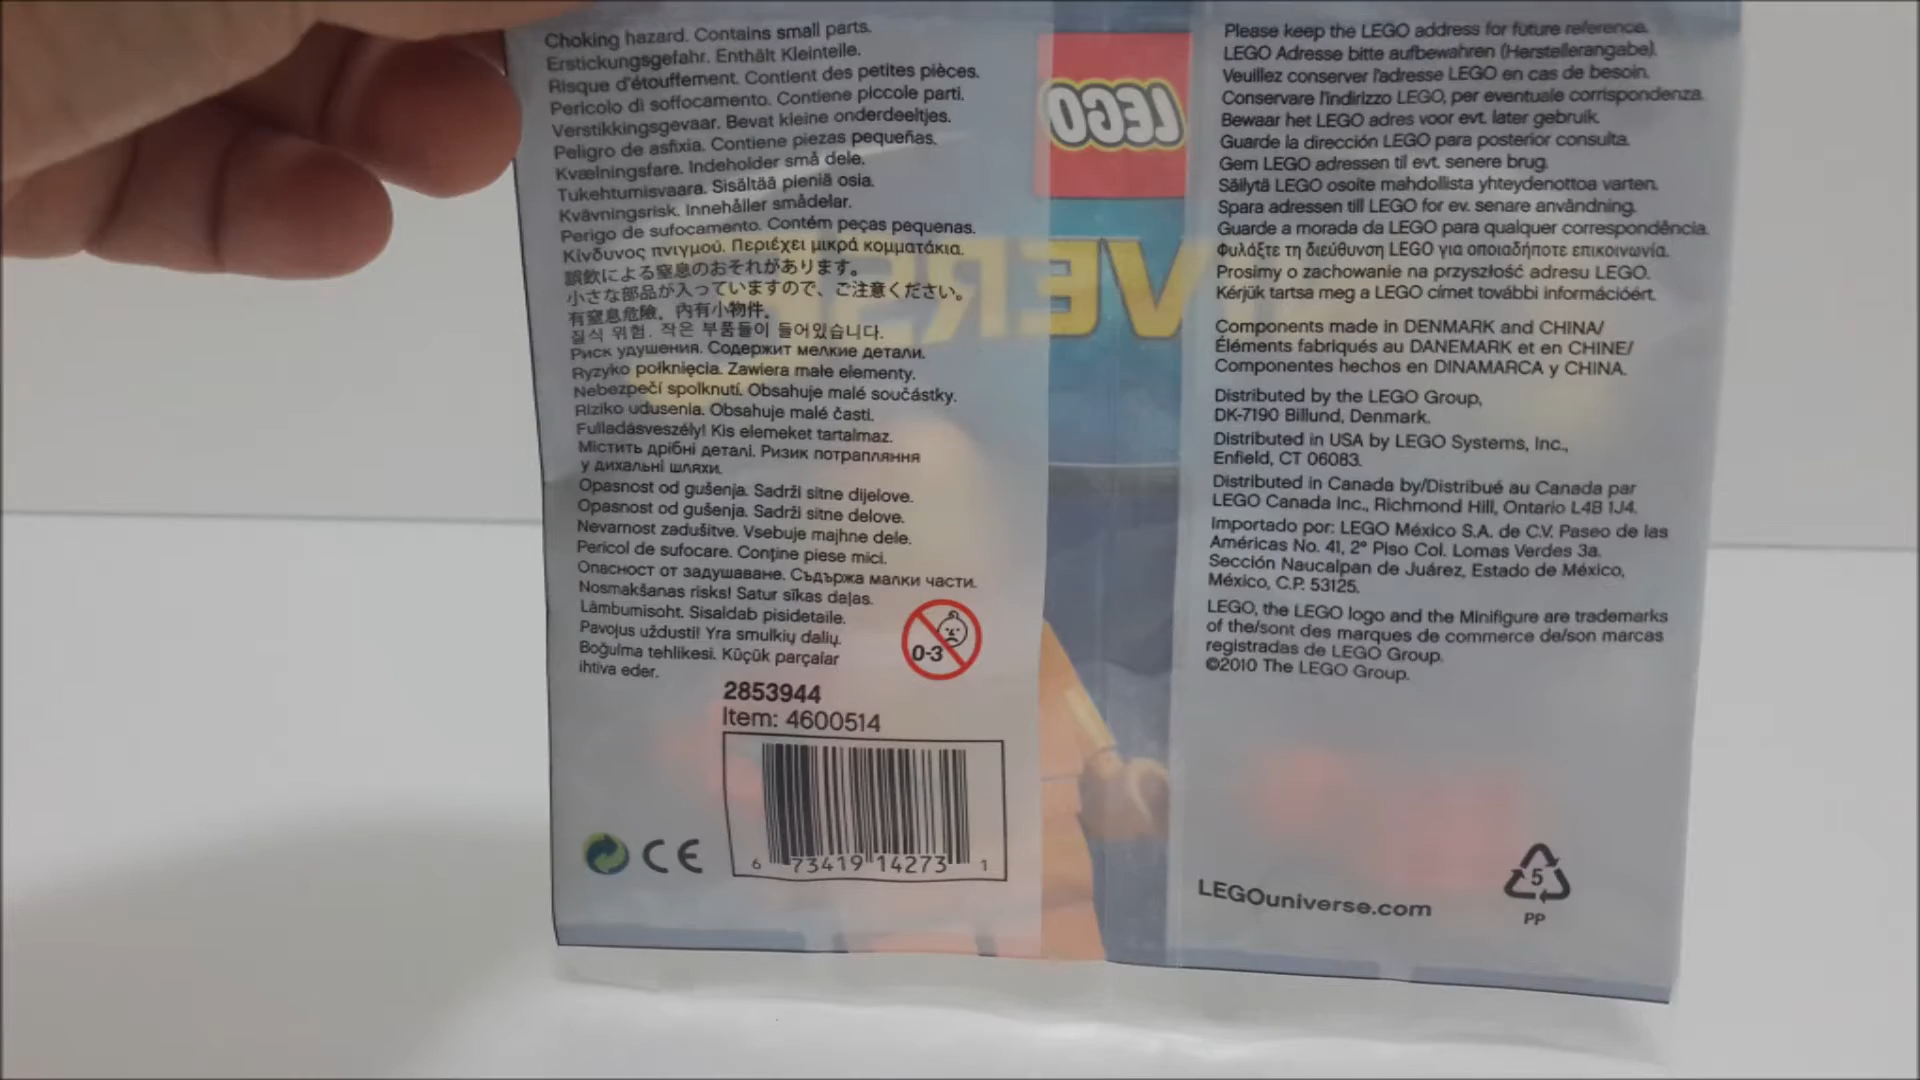 Choking hazard. Contains small parts.
Erstickungsgefahr. Enthält Kleinteile.
Risque d'étouffement. Contient des petites pièces.
Pericolo di soffocamento. Contiene piccole parti.
Verstikkingsgevaar. Bevat kleine onderdeeltjes.
Peligro de asfixia. Contiene piezas pequeñas.
Kvælningsfare. Indeholder små dele.
Tukehtumisvaara. Sisältää pieniä osia.
Kvävningsrisk. Innehåller smådelar.
Perigo de sufocamento. Contém peças pequenas.
Κίνδυνος πνιγμού. Περιέχει μικρά κομματάκια.
誤飲による窒息のおそれがあります。
小さな部品が入っていますので、ご注意ください。
有窒息危險。內有小物件。
질식 위험. 작은 부품들이 들어있습니다.
Риск удушения. Содержит мелкие детали.
Ryzyko połknięcia. Zawiera małe elementy.
Nebezpečí spolknutí. Obsahuje malé součástky.
Riziko udusenia. Obsahuje malé časti.
Fulladásveszély! Kis elemeket tartalmaz.
Містить дрібні деталі. Ризик потрапляння
у дихальні шляхи.
Opasnost od gušenja. Sadrži sitne dijelove.
Opasnost od gušenja. Sadrži sitne delove.
Nevarnost zadušitve. Vsebuje majhne dele.
Pericol de sufocare. Conţine piese mici.
Опасност от задушаване. Съдържа малки части.
Nosmakšanas risks! Satur sīkas daļas.
Lämbumisoht. Sisaldab pisidetaile.
Pavojus uždusti! Yra smulkių dalių.
Boğulma tehlikesi. Küçük parçalar
ihtiva eder.
0-3
2853944
Item: 4600514
6 73419 14273 1
CE
LEGO
VERSE
Please keep the LEGO address for future reference.
LEGO Adresse bitte aufbewahren (Herstellerangabe).
Veuillez conserver l'adresse LEGO en cas de besoin.
Conservare l'indirizzo LEGO, per eventuale corrispondenza.
Bewaar het LEGO adres voor evt. later gebruik.
Guarde la dirección LEGO para posterior consulta.
Gem LEGO adressen til evt. senere brug.
Säilytä LEGO osoite mahdollista yhteydenottoa varten.
Spara adressen till LEGO for ev. senare användning.
Guarde a morada da LEGO para qualquer correspondência.
Φυλάξτε τη διεύθυνση LEGO για οποιαδήποτε επικοινωνία.
Prosimy o zachowanie na przyszłość adresu LEGO.
Kérjük tartsa meg a LEGO címet további információért.
Components made in DENMARK and CHINA/
Éléments fabriqués au DANEMARK et en CHINE/
Componentes hechos en DINAMARCA y CHINA.
Distributed by the LEGO Group,
DK-7190 Billund, Denmark.
Distributed in USA by LEGO Systems, Inc.,
Enfield, CT 06083.
Distributed in Canada by/Distribué au Canada par
LEGO Canada Inc., Richmond Hill, Ontario L4B 1J4.
Importado por: LEGO México S.A. de C.V. Paseo de las
Américas No. 41, 2° Piso Col. Lomas Verdes 3a.
Sección Naucalpan de Juárez, Estado de México,
México, C.P. 53125.
LEGO, the LEGO logo and the Minifigure are trademarks
of the/sont des marques de commerce de/son marcas
registradas de LEGO Group.
©2010 The LEGO Group.
LEGOuniverse.com
5
PP